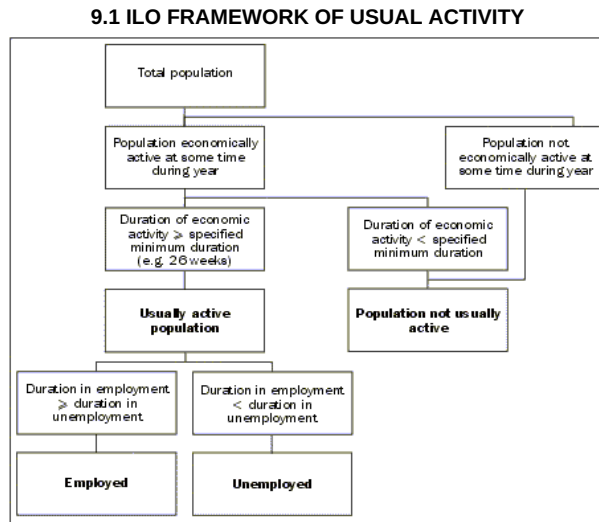 9.1 ILO FRAMEWORK OF USUAL ACTIVITY
Total population
Population economically
active at some time
during year
Population not
economically active at
some time during year
Duration of economic
activity ⩾ specified
minimum duration
(e.g. 26 weeks)
Duration of economic
activity < specified
minimum duration
Usually active
population
Population not usually
active
Duration in employment
⩾ duration in
unemployment
Duration in employment
< duration in
unemployment
Employed
Unemployed